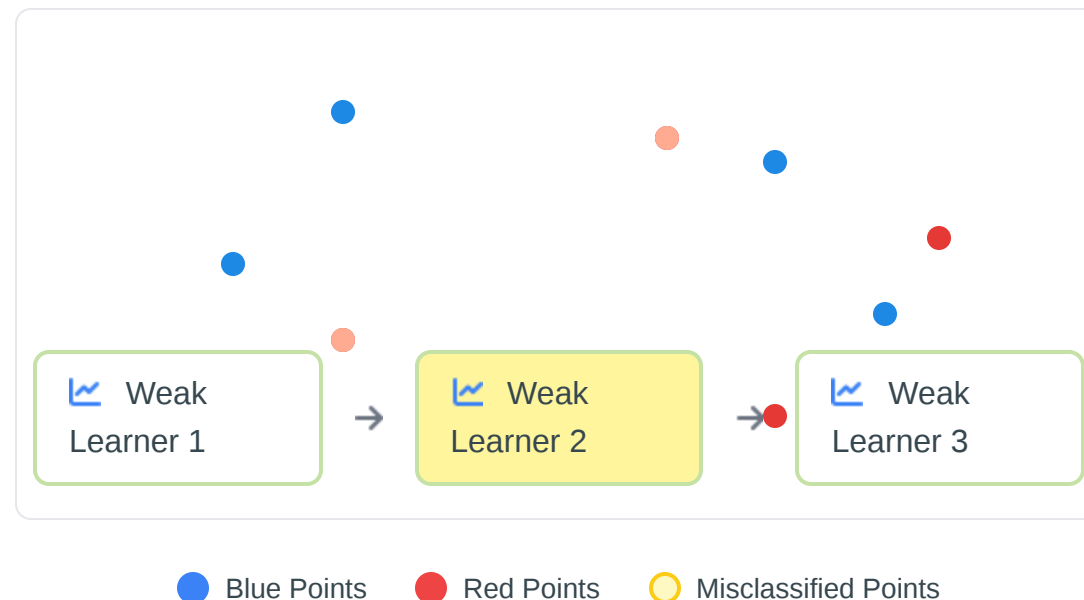 Weak
Learner 1
Weak
Learner 2
Weak
Learner 3
Blue Points
Red Points
Misclassified Points